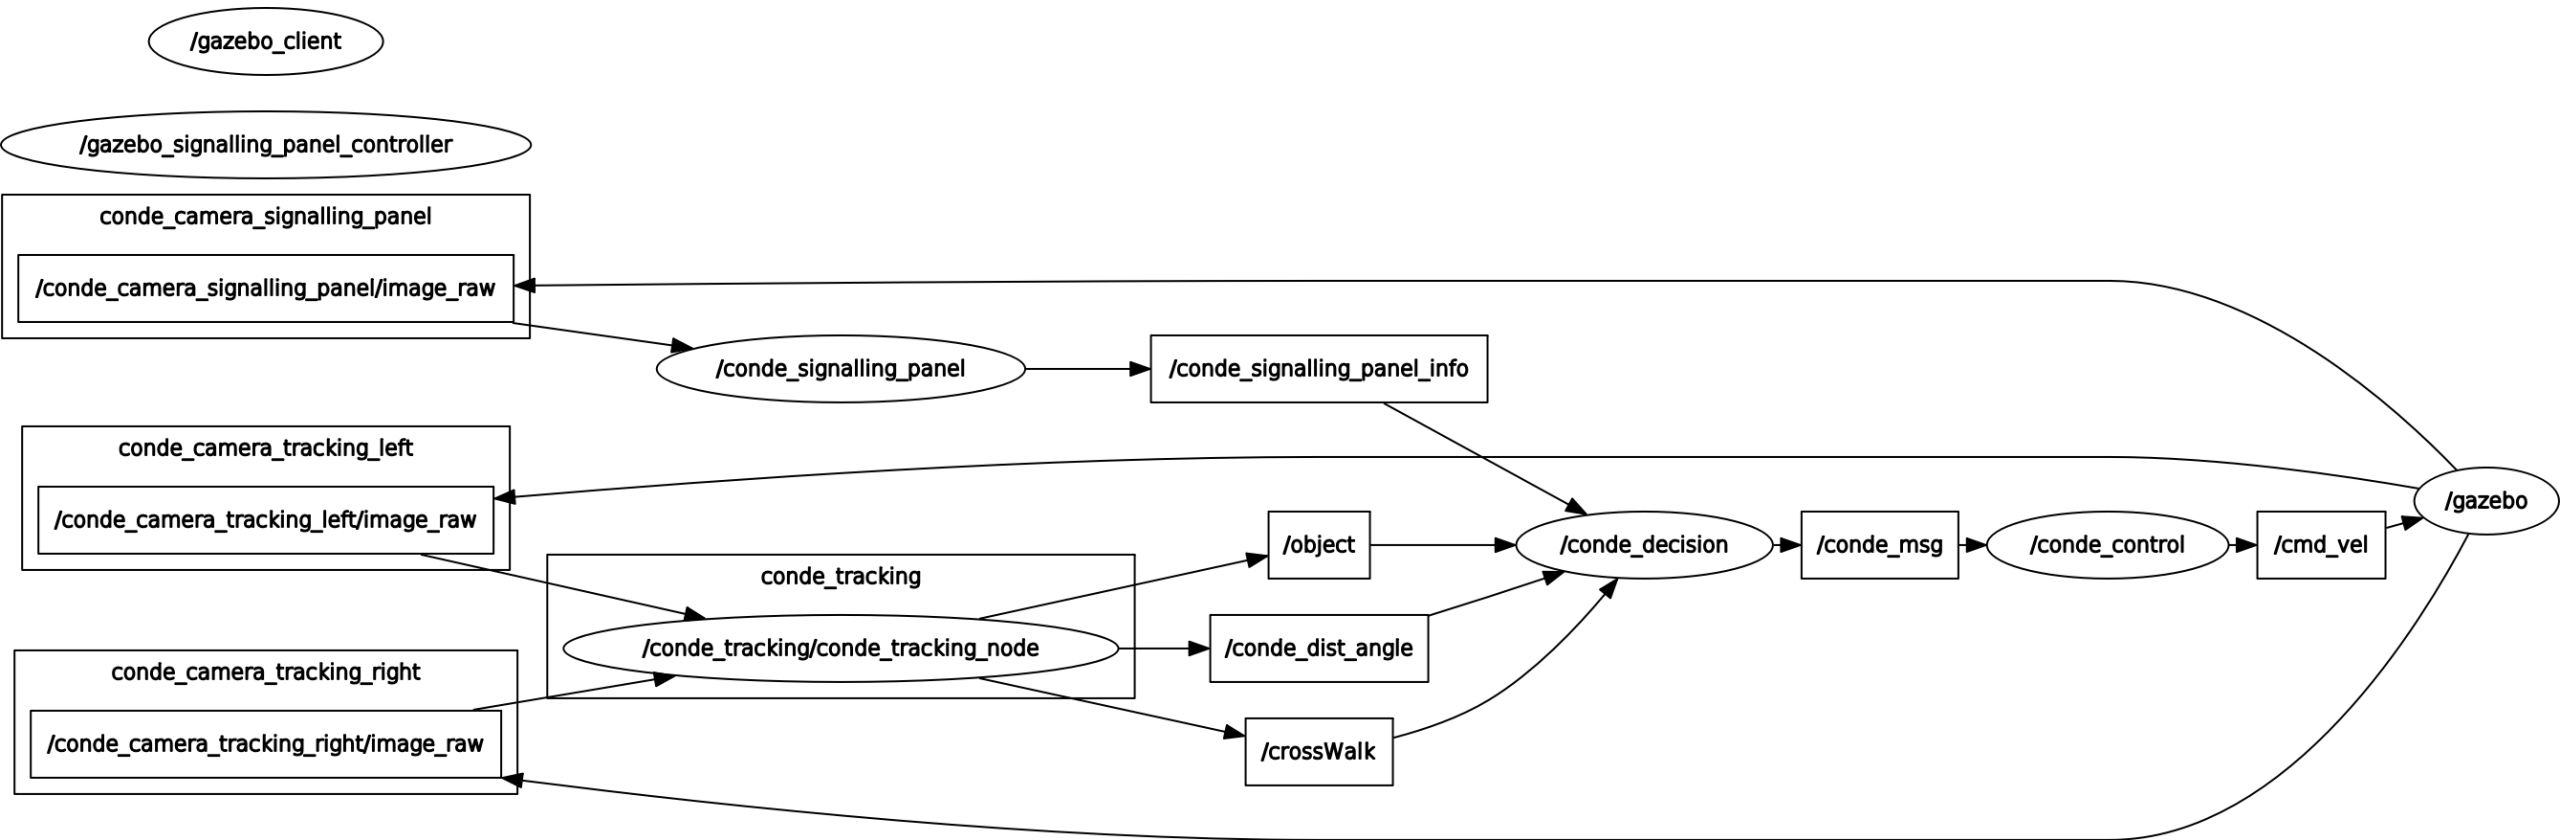 /gazebo_client
/gazebo_signalling_panel_controller
conde_camera_signalling_panel
/conde_camera_signalling_panel/image_raw
/conde_signalling_panel
/conde_signalling_panel_info
conde_camera_tracking_left
/conde_camera_tracking_left/image_raw
conde_tracking
/conde_tracking/conde_tracking_node
conde_camera_tracking_right
/conde_camera_tracking_right/image_raw
/object
/conde_dist_angle
/crossWalk
/conde_decision
/conde_msg
/conde_control
/cmd_vel
/gazebo